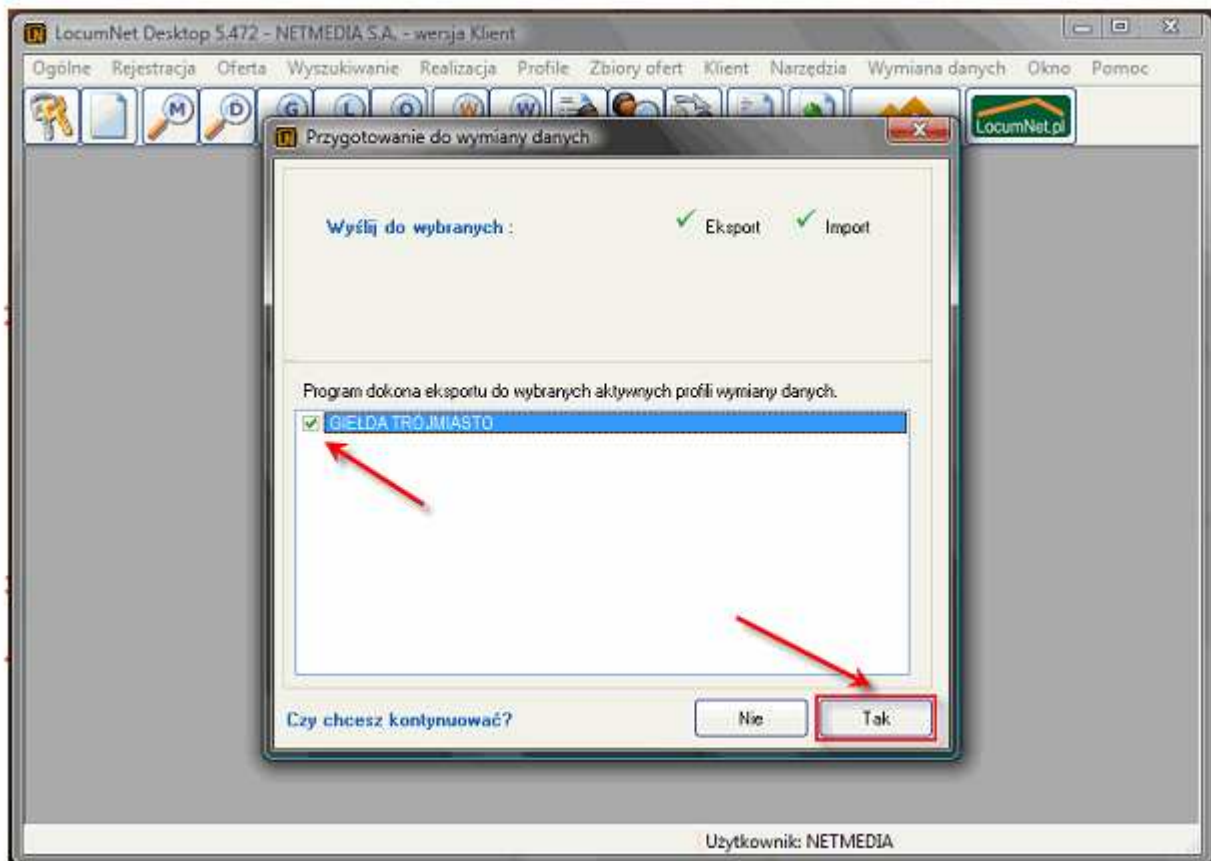 LocumNet Desktop 5.472 - NETMEDIA S.A. - wersja Klient
Ogólne Rejestracja Oferta Wyszukiwanie Realizacja Profile Zbiory ofert Klient Narzędzia Wymiana danych Okno Pomoc
M D G L O W W LocumNet.pl
Przygotowanie do wymiany danych
Wyślij do wybranych : Eksport Import
Program dokona eksportu do wybranych aktywnych profili wymiany danych.
GIEŁDA TRÓJMIASTO
Czy chcesz kontynuować? Nie Tak
Użytkownik: NETMEDIA